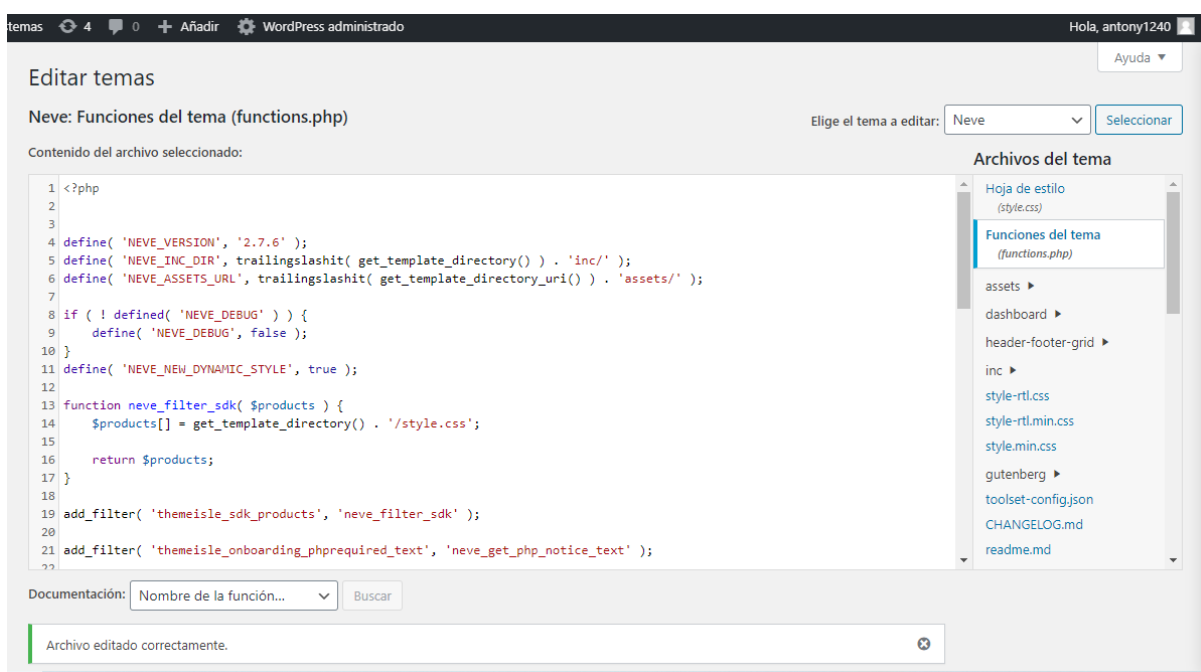 temas 4 0 Añadir WordPress administrado Hola, antony1240
Ayuda ▼
Editar temas
Neve: Funciones del tema (functions.php)
Elige el tema a editar: Neve Seleccionar
Contenido del archivo seleccionado:
Archivos del tema
1 <?php
2
3
4 define( 'NEVE_VERSION', '2.7.6' );
5 define( 'NEVE_INC_DIR', trailingslashit( get_template_directory() ) . 'inc/' );
6 define( 'NEVE_ASSETS_URL', trailingslashit( get_template_directory_uri() ) . 'assets/' );
7
8 if ( ! defined( 'NEVE_DEBUG' ) ) {
9     define( 'NEVE_DEBUG', false );
10 }
11 define( 'NEVE_NEW_DYNAMIC_STYLE', true );
12
13 function neve_filter_sdk( $products ) {
14     $products[] = get_template_directory() . '/style.css';
15
16     return $products;
17 }
18
19 add_filter( 'themeisle_sdk_products', 'neve_filter_sdk' );
20
21 add_filter( 'themeisle_onboarding_phprequired_text', 'neve_get_php_notice_text' );
22
Hoja de estilo
(style.css)
Funciones del tema
(functions.php)
assets ▶
dashboard ▶
header-footer-grid ▶
inc ▶
style-rtl.css
style-rtl.min.css
style.min.css
gutenberg ▶
toolset-config.json
CHANGELOG.md
readme.md
Documentación: Nombre de la función... Buscar
Archivo editado correctamente.